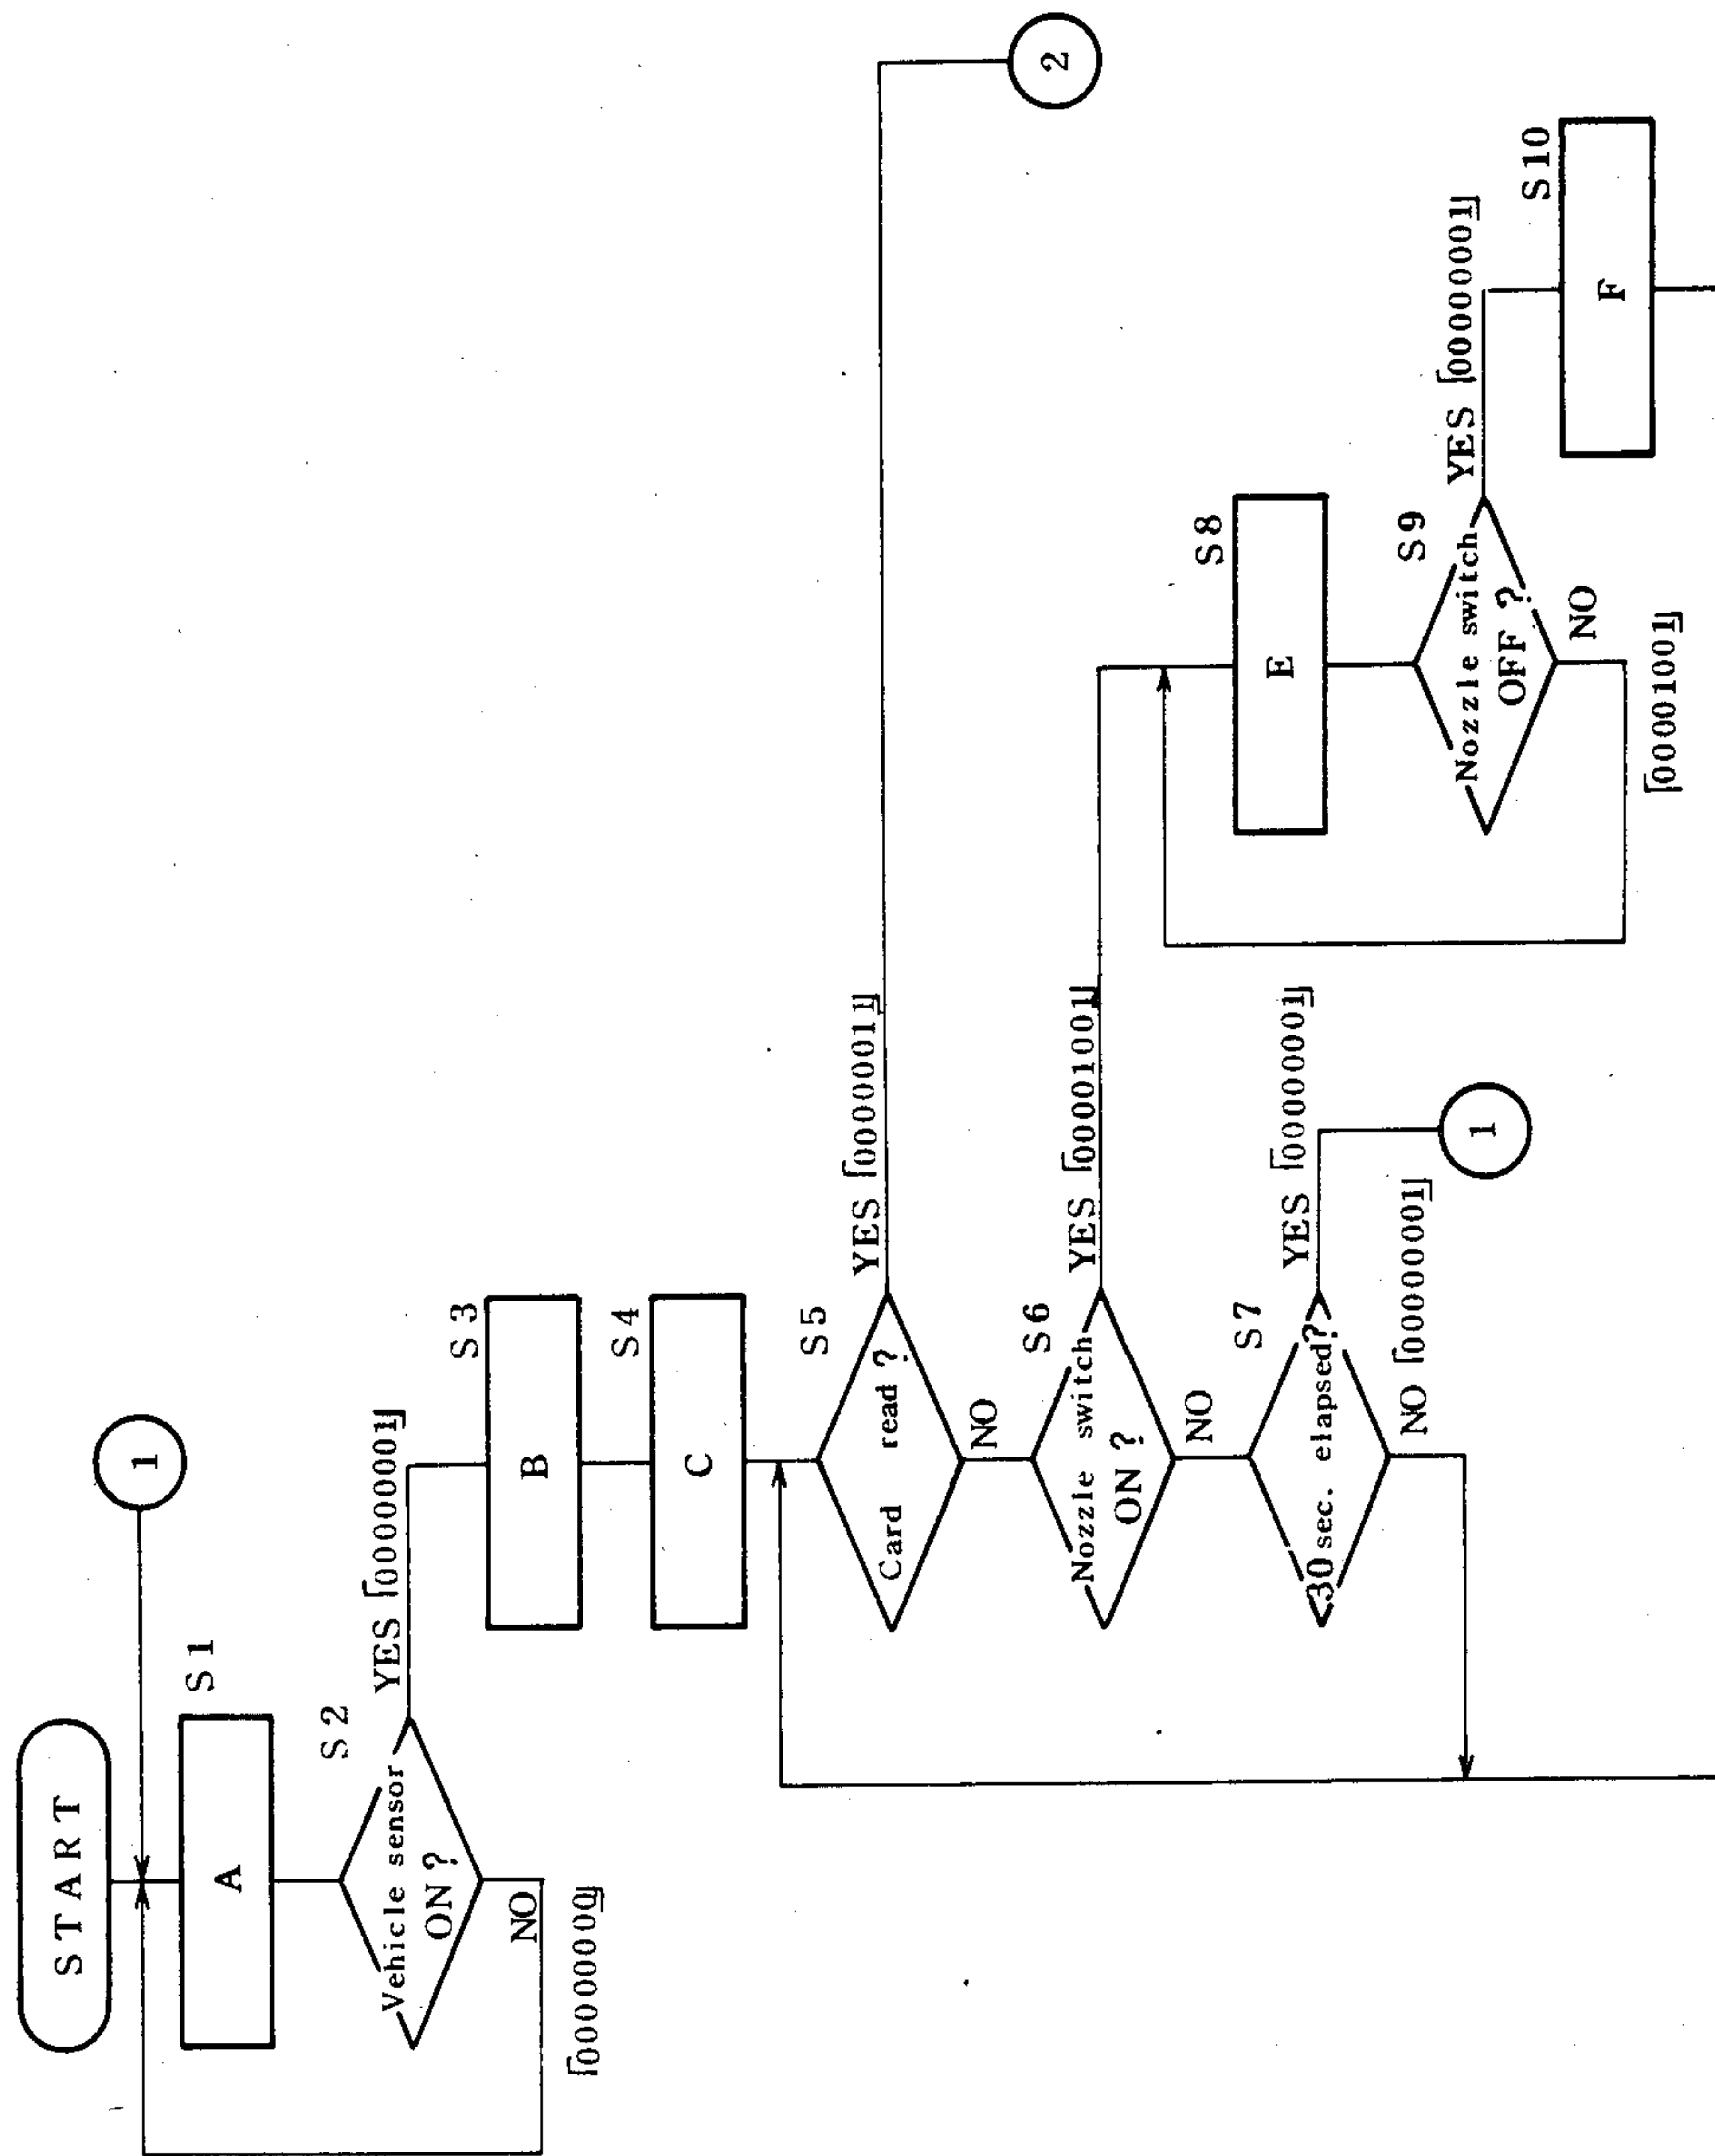 START
1
A
S1
Vehicle sensor
ON ?
S2
YES「00000001」
NO
「00000000」
B
S3
C
S4
Card read ?
S5
YES「00000011」
2
NO
Nozzle switch
ON ?
S6
YES「00001001」
NO
30 sec. elapsed?
S7
YES「00000001」
1
NO「00000001」
E
S8
Nozzle switch
OFF ?
S9
YES「00000001」
NO
「00001001」
F
S10